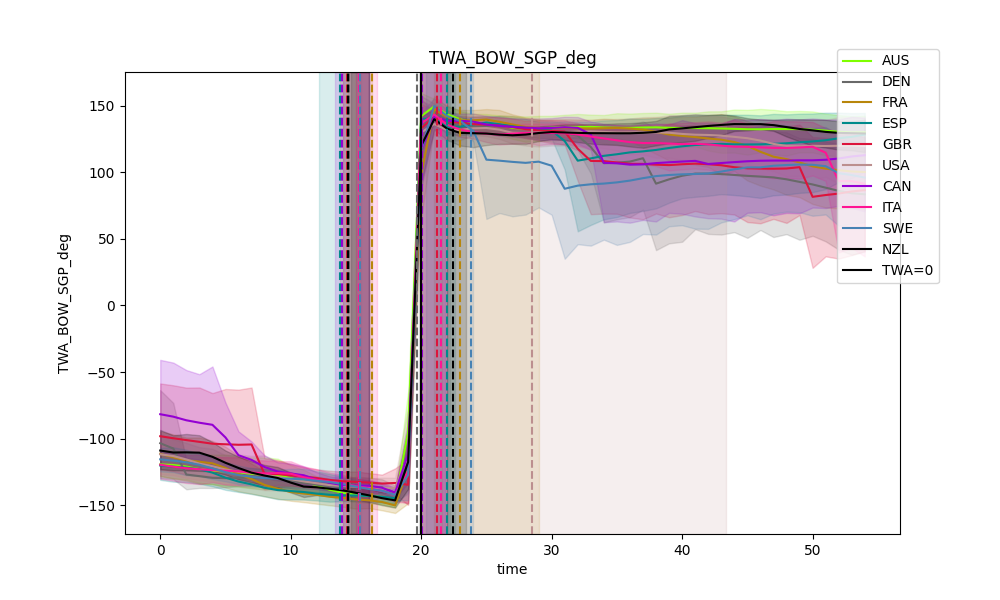 TWA_BOW_SGP_deg
TWA_BOW_SGP_deg
150
100
50
0
−50
−100
−150
0 10 20 30 40 50
time
AUS
DEN
FRA
ESP
GBR
USA
CAN
ITA
SWE
NZL
TWA=0